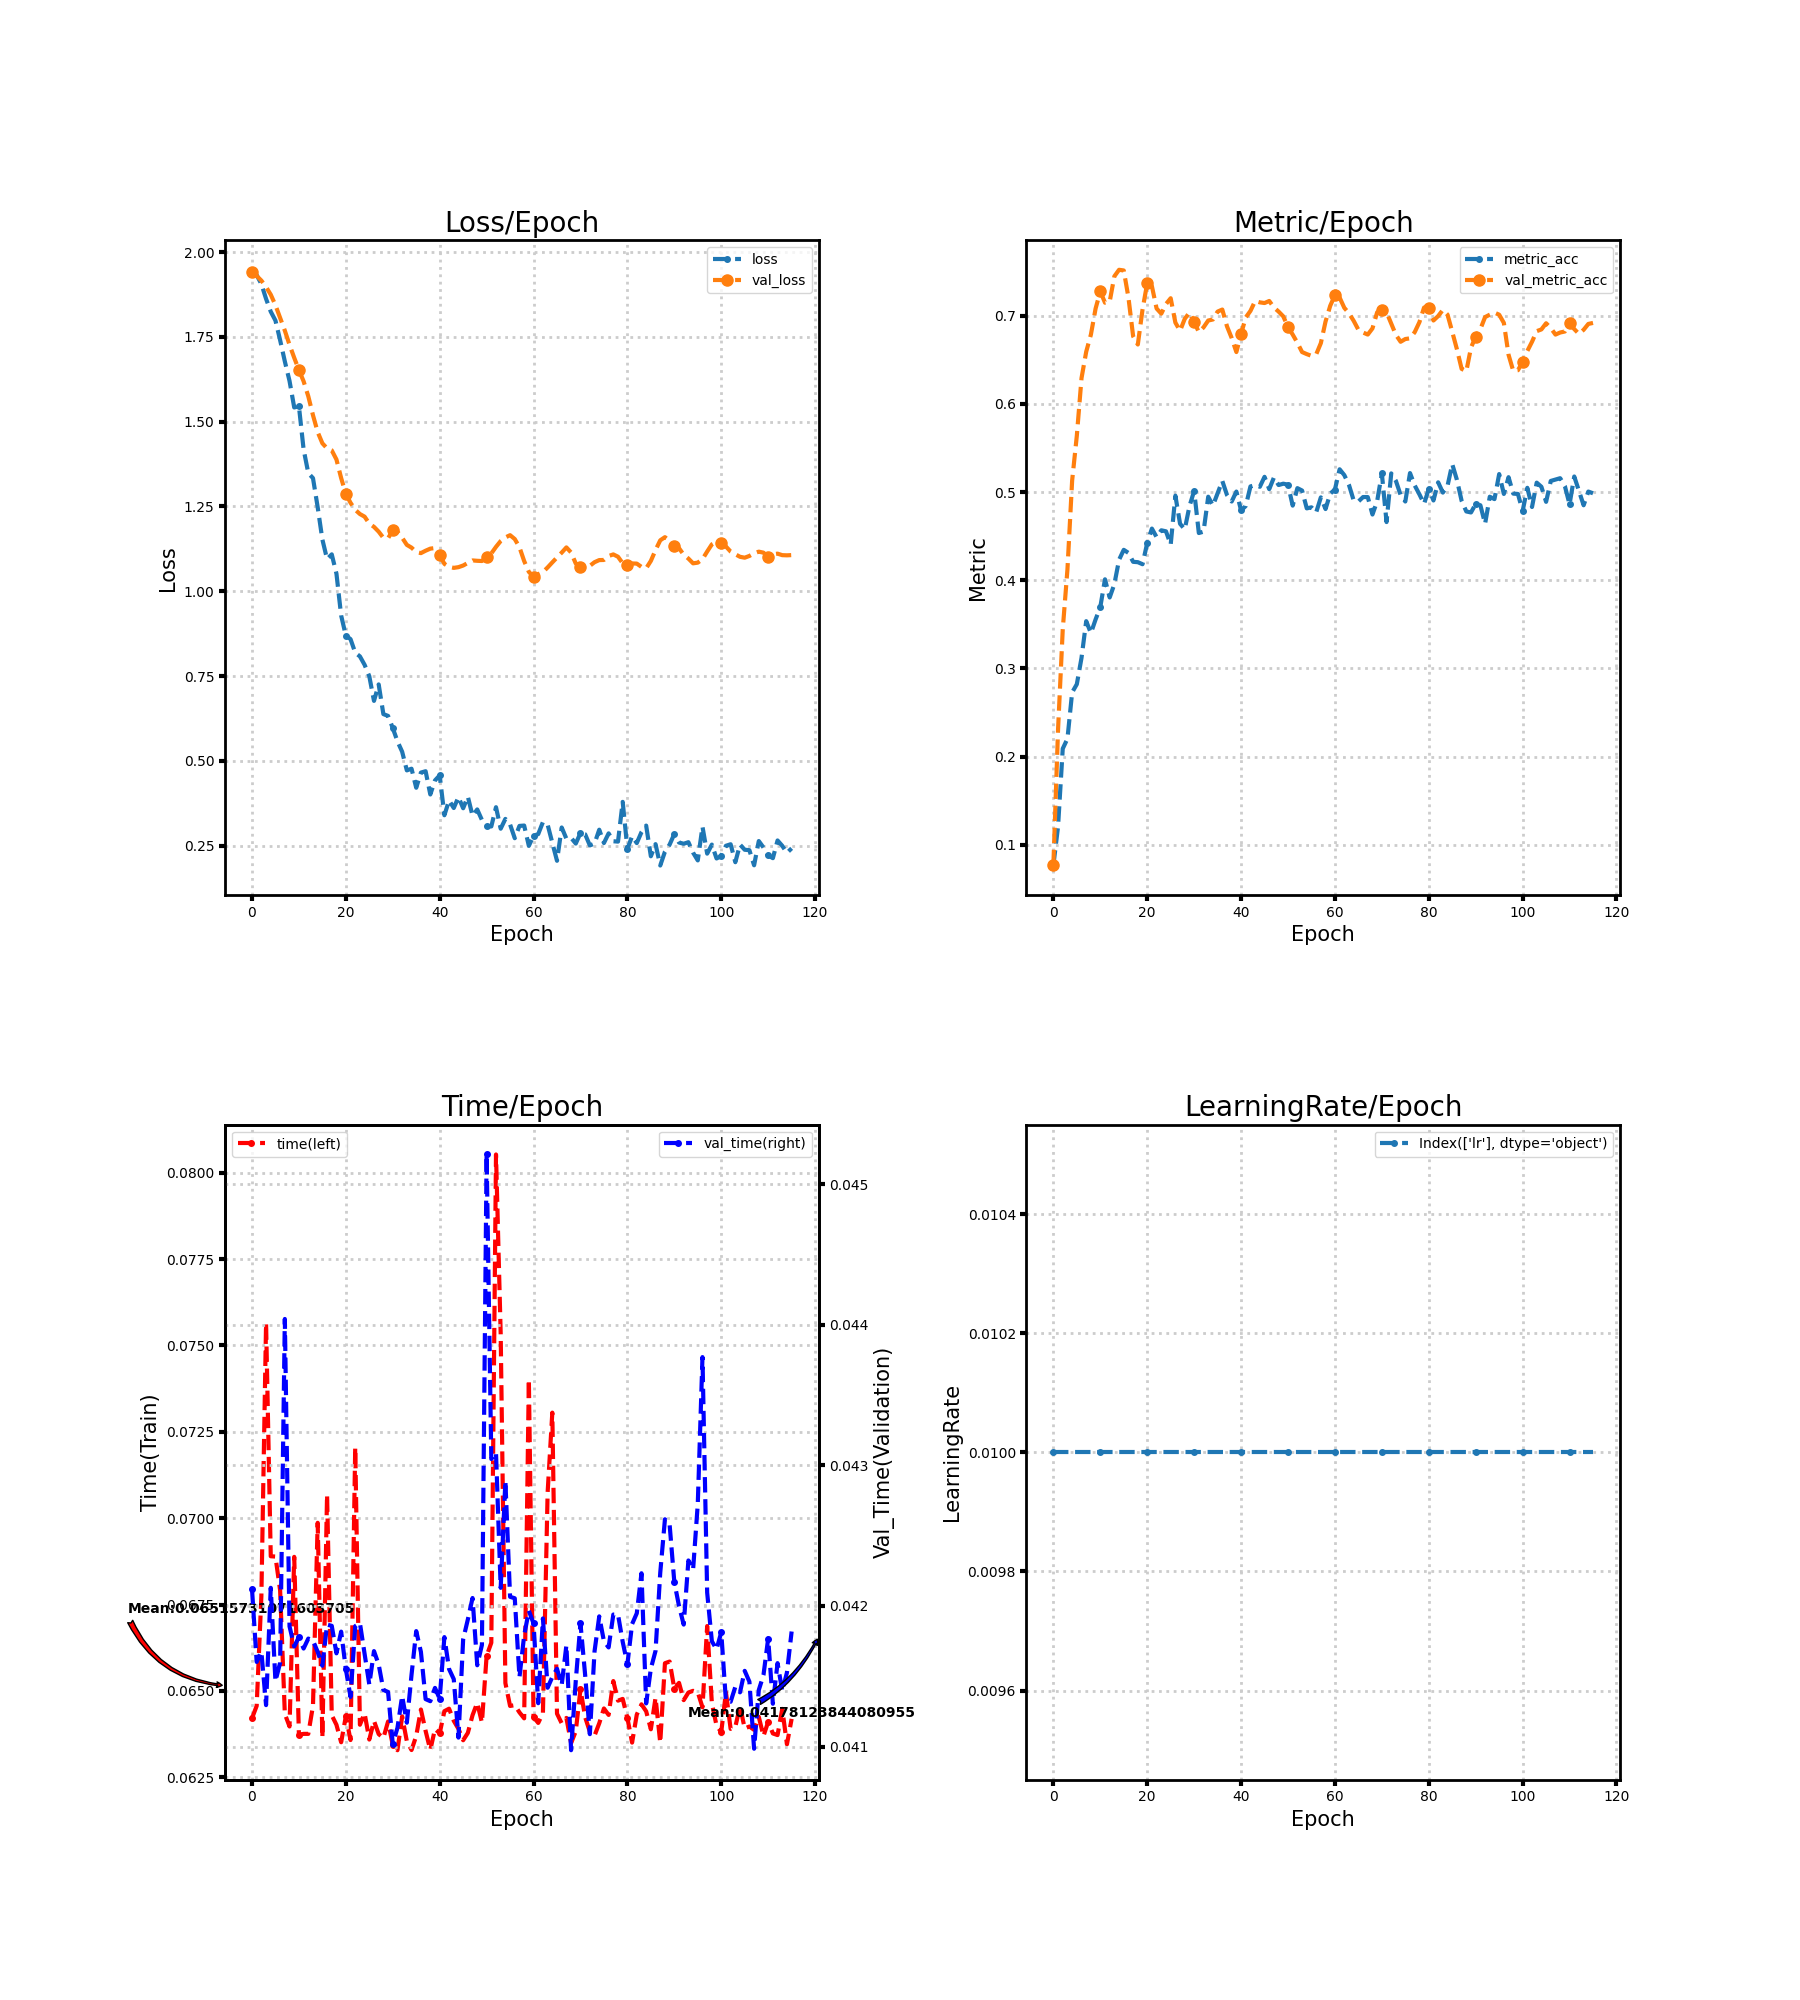 Loss/Epoch
2.00
1.75
1.50
1.25
1.00
0.75
0.50
0.25
Loss
loss
val_loss
0 20 40 60 80 100 120
Epoch
Metric/Epoch
0.7
0.6
0.5
0.4
0.3
0.2
0.1
Metric
metric_acc
val_metric_acc
0 20 40 60 80 100 120
Epoch
Time/Epoch
time(left)
val_time(right)
0.0800
0.0775
0.0750
0.0725
0.0700
0.0675
0.0650
0.0625
Time(Train)
0.045
0.044
0.043
0.042
0.041
Val_Time(Validation)
Mean:0.04178123844080955
0 20 40 60 80 100 120
Epoch
LearningRate/Epoch
Index(['lr'], dtype='object')
0.0104
0.0102
0.0100
0.0098
0.0096
LearningRate
0 20 40 60 80 100 120
Epoch